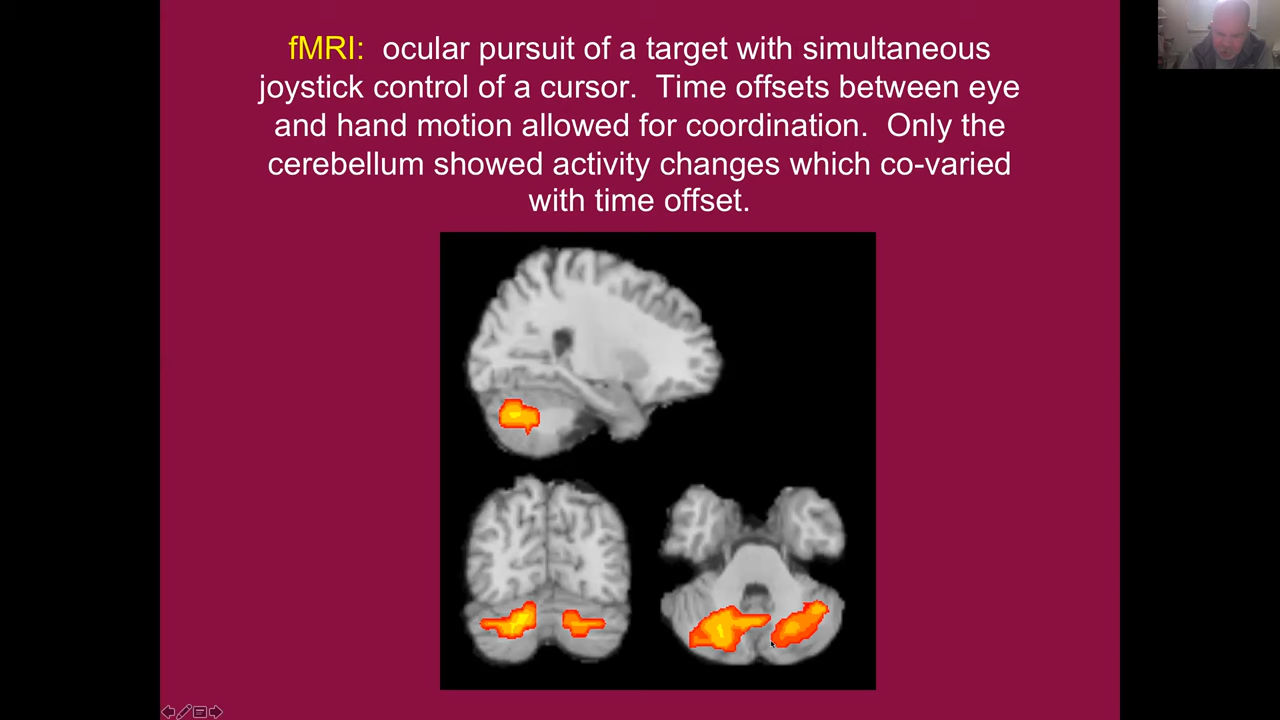 fMRI: ocular pursuit of a target with simultaneous
joystick control of a cursor. Time offsets between eye
and hand motion allowed for coordination. Only the
cerebellum showed activity changes which co-varied
with time offset.